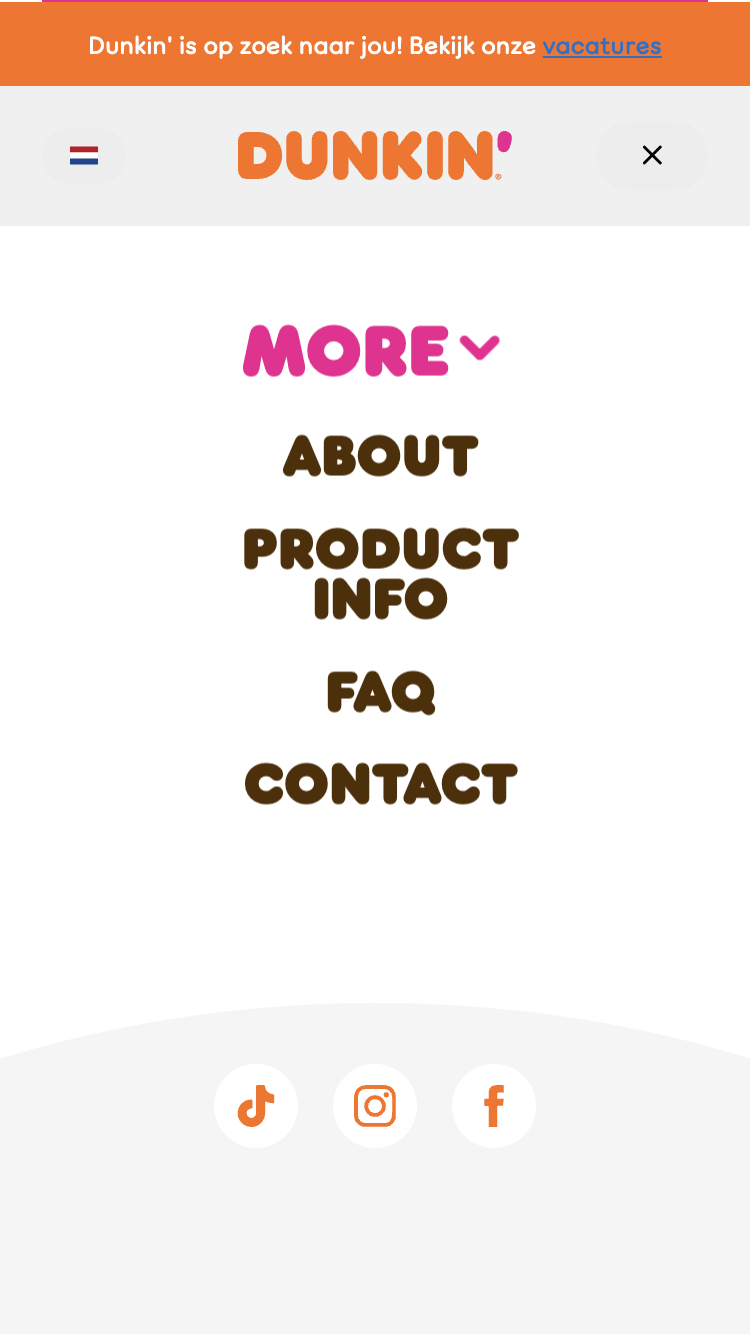 Dunkin' is op zoek naar jou! Bekijk onze vacatures
DUNKIN'®
MORE
ABOUT
PRODUCT
INFO
FAQ
CONTACT